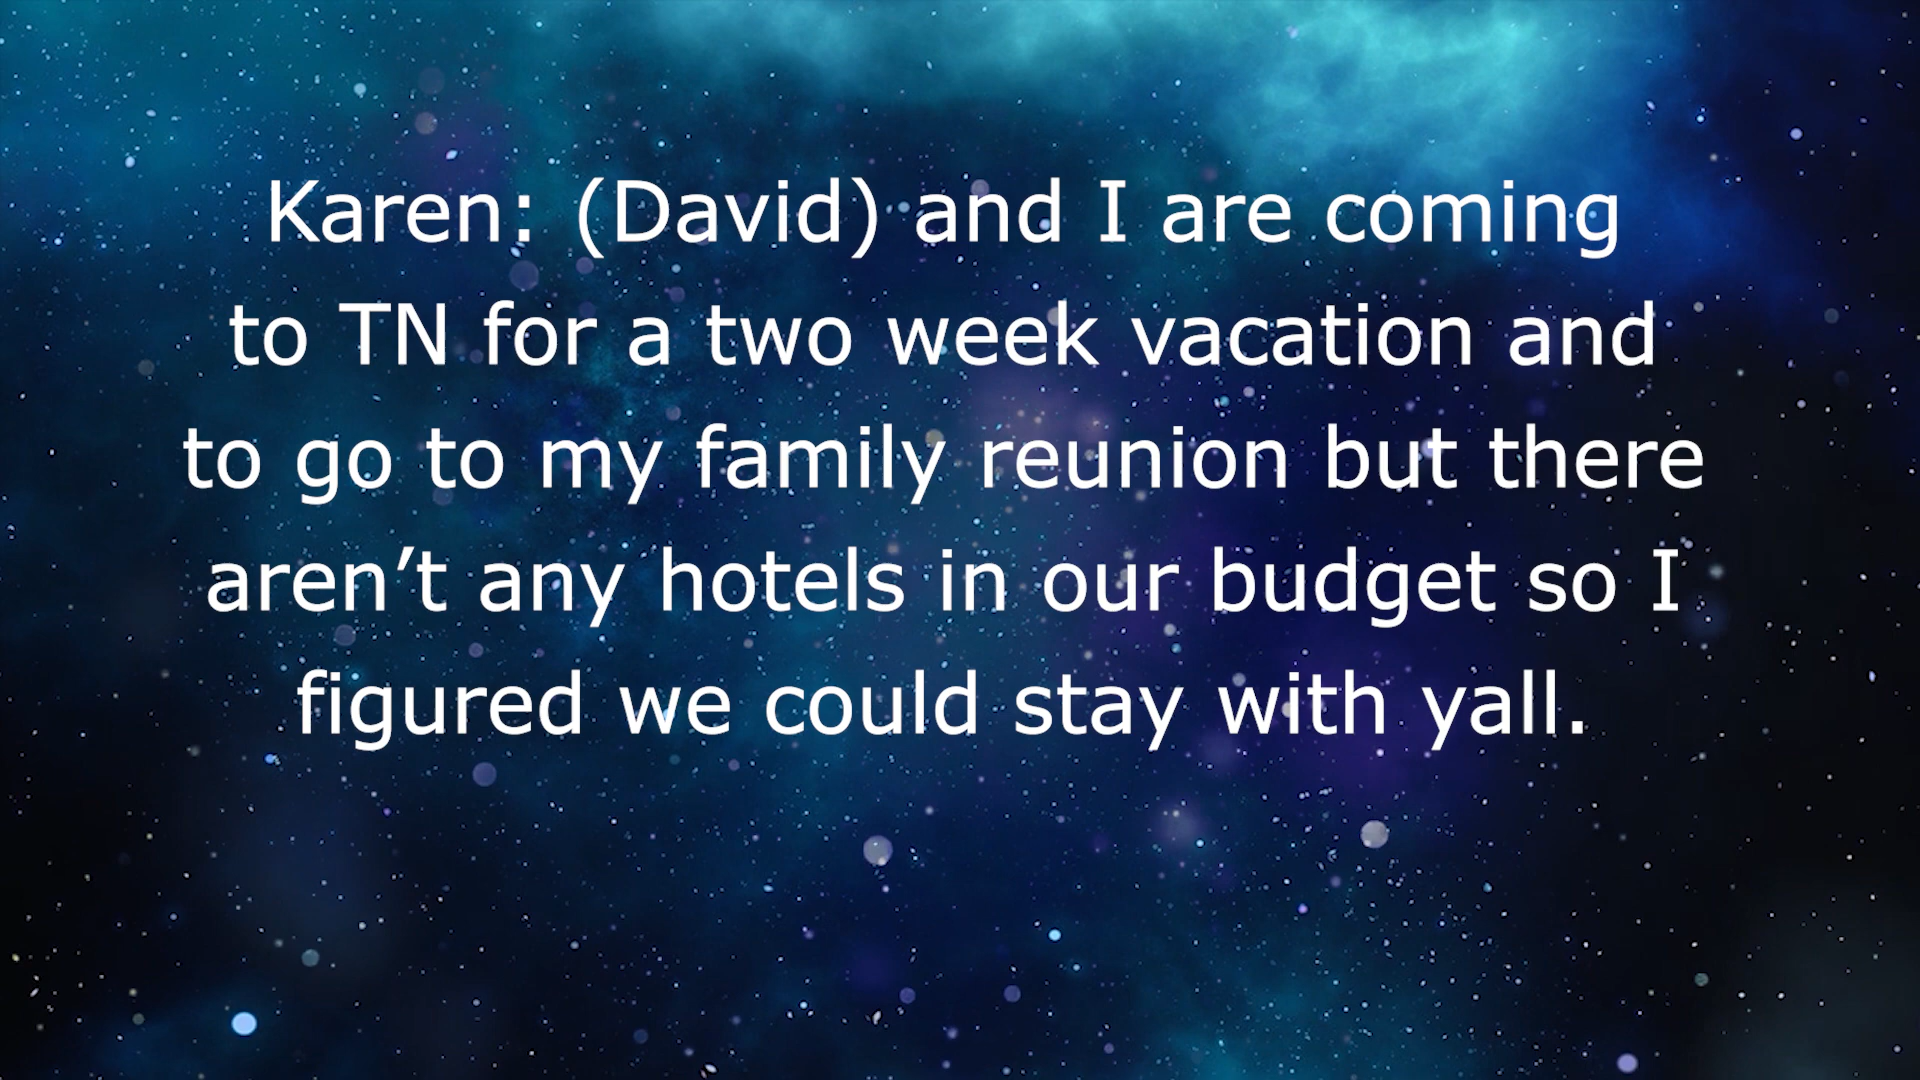 Karen: (David) and I are coming
to TN for a two week vacation and
to go to my family reunion but there
aren’t any hotels in our budget so I
figured we could stay with yall.